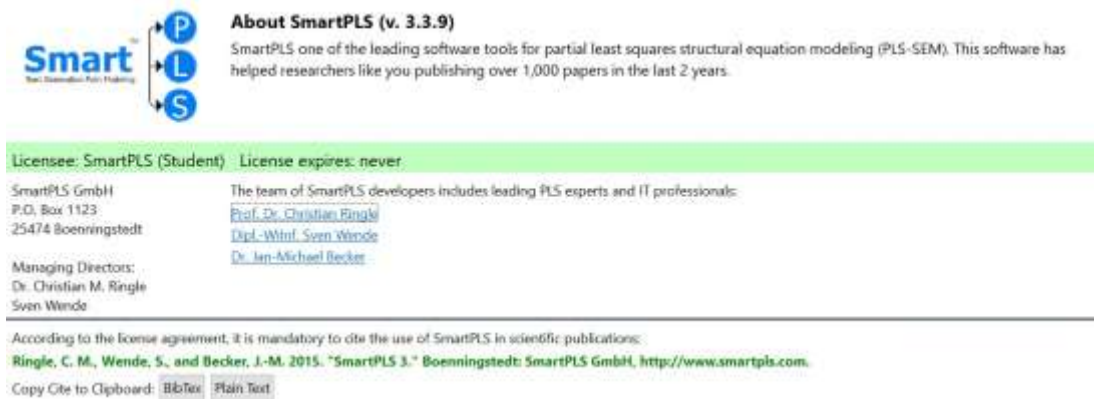 About SmartPLS (v. 3.3.9)
Smart
P
L
S
SmartPLS one of the leading software tools for partial least squares structural equation modeling (PLS-SEM). This software has
helped researchers like you publishing over 1,000 papers in the last 2 years.
Licensee: SmartPLS (Student) License expires: never
SmartPLS GmbH
P.O. Box 1123
25474 Boenningstedt
Managing Directors:
Dr. Christian M. Ringle
Sven Wende
The team of SmartPLS developers includes leading PLS experts and IT professionals:
Prof. Dr. Christian Ringle
Dipl.-WiInf. Sven Wende
Dr. Jan-Michael Becker
According to the license agreement, it is mandatory to cite the use of SmartPLS in scientific publications:
Ringle, C. M., Wende, S., and Becker, J.-M. 2015. "SmartPLS 3." Boenningstedt: SmartPLS GmbH, http://www.smartpls.com.
Copy Cite to Clipboard: BibTex Plain Text